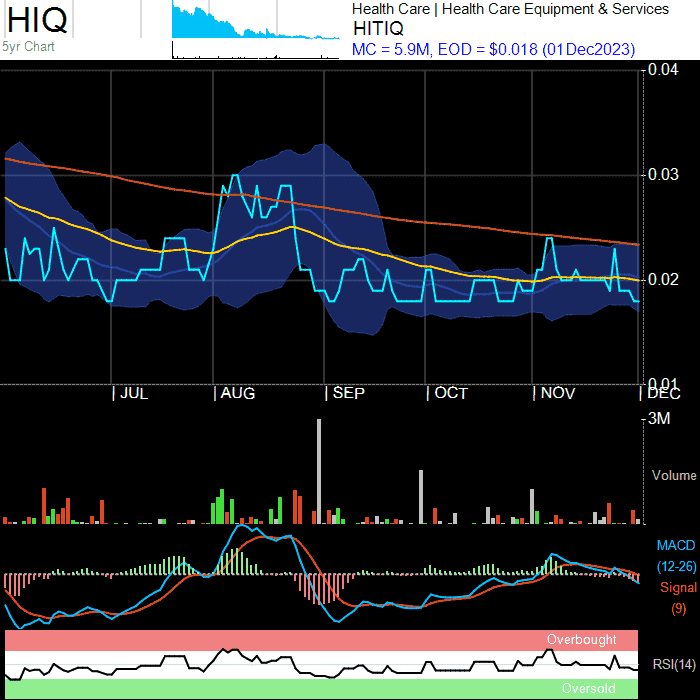 HIQ
5yr Chart
Health Care | Health Care Equipment & Services
HITIQ
MC = 5.9M, EOD = $0.018 (01Dec2023)
0.04
0.03
0.02
0.01
| JUL
| AUG
| SEP
| OCT
| NOV
| DEC
3M
Volume
MACD
(12-26)
Signal
(9)
Overbought
RSI(14)
Oversold